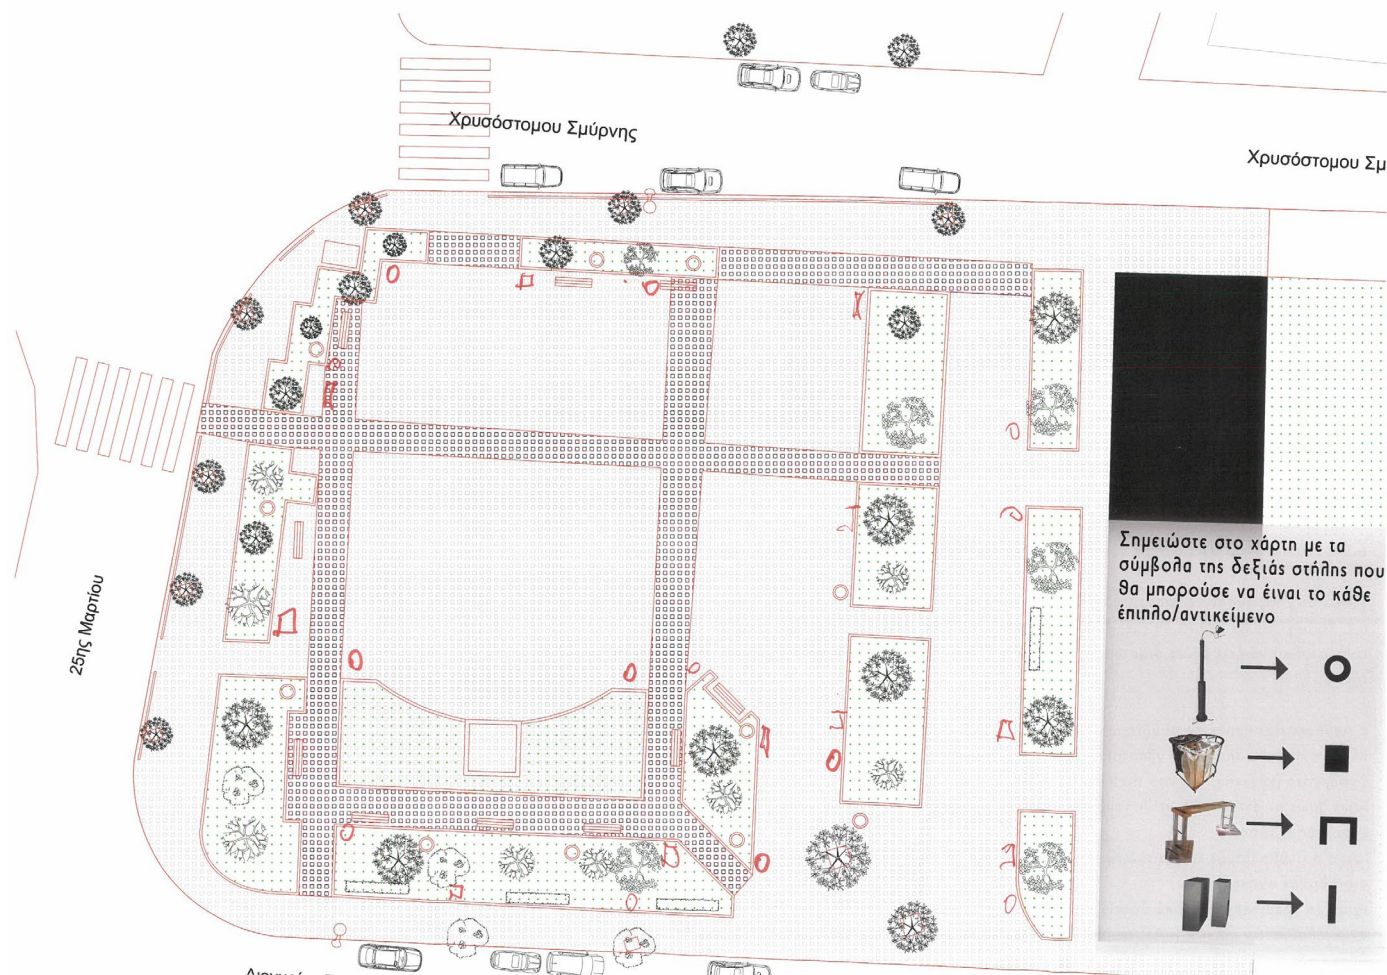 Χρυσόστομου Σμύρνης
Χρυσόστομου Σμ
25ης Μαρτίου
Σημειώστε στο χάρτη με τα
σύμβολα της δεξιάς στήλης που
θα μπορούσε να έιναι το κάθε
έπιπλο/αντικείμενο